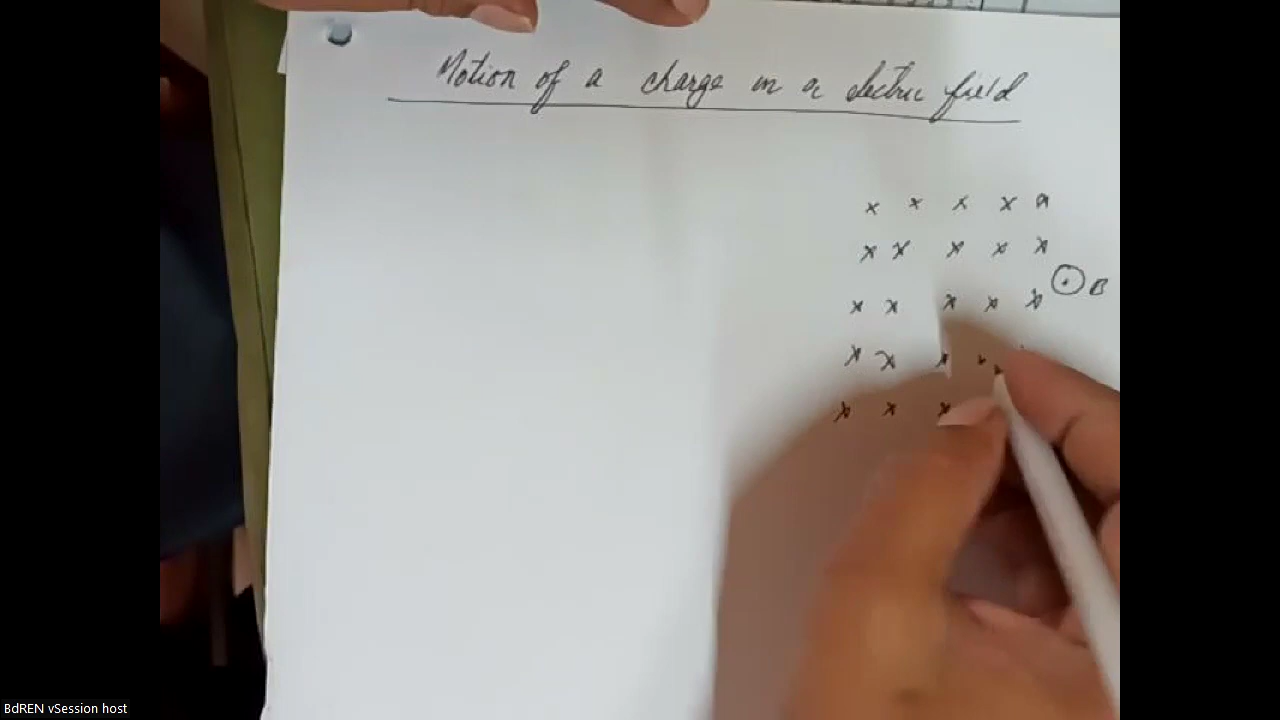 Motion of a charge in a electric field
x x x x x
x x x x x
⊙ B
x x x x x
x x x x
x x x
BdREN vSession host